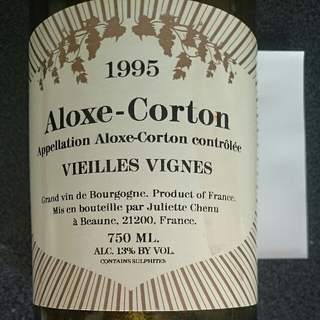 1995
Aloxe-Corton
Appellation Aloxe-Corton contrôlée
VIEILLES VIGNES
Grand vin de Bourgogne. Product of France.
Mis en bouteille par Juliette Chenu
à Beaune, 21200, France.
750 ML.
ALC. 13% BY VOL.
CONTAINS SULPHITES